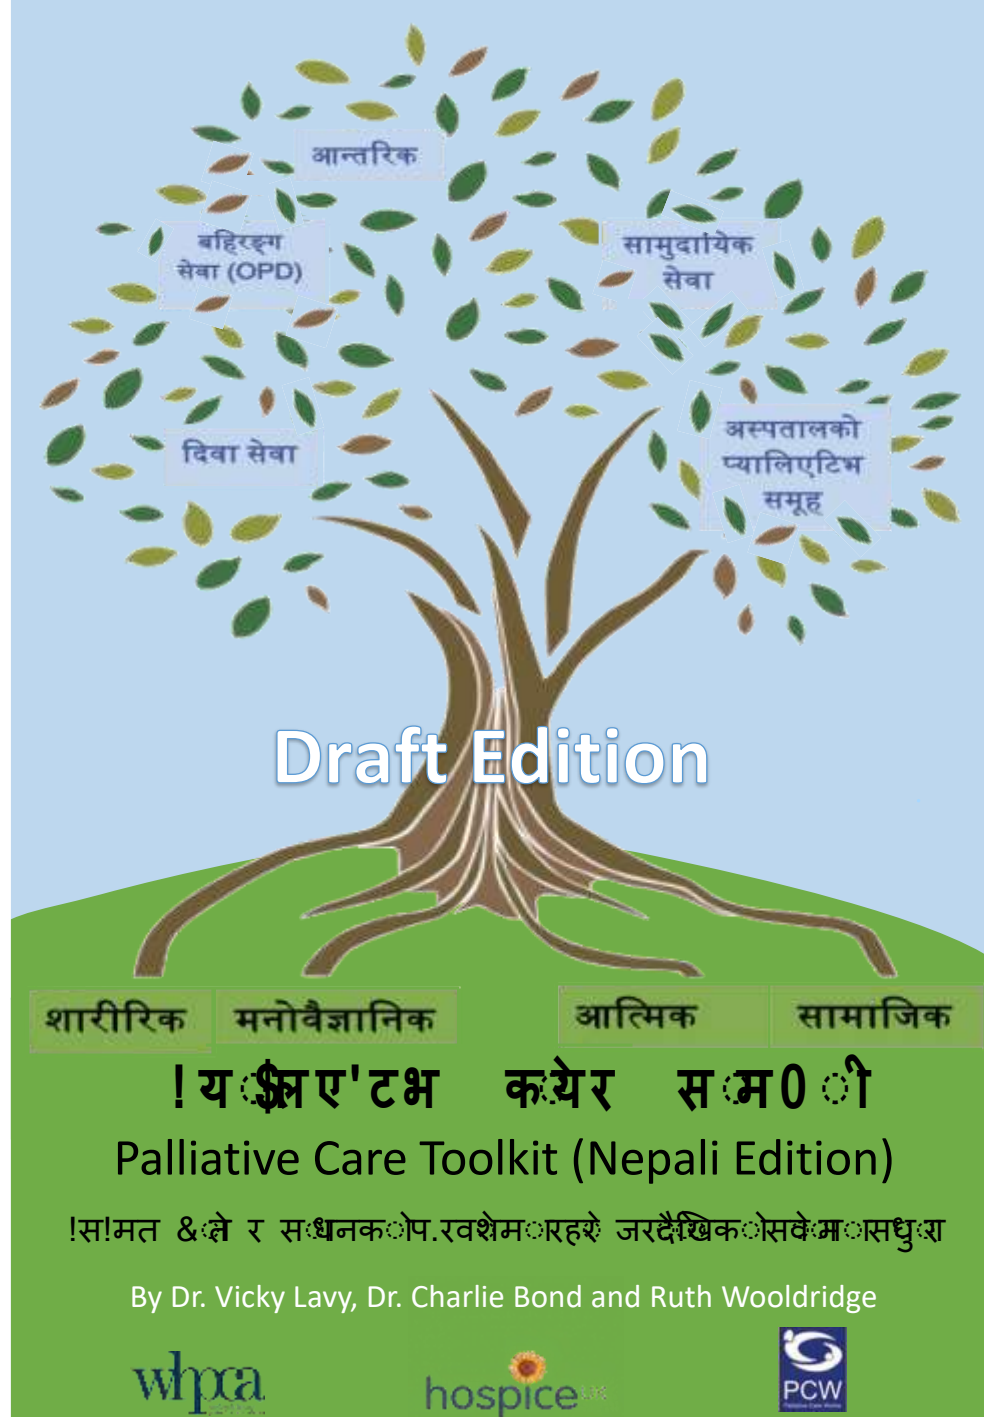 आन्तरिक
बहिरङ्ग
सेवा (OPD)
सामुदायिक
सेवा
दिवा सेवा
अस्पतालको
प्यालिएटिभ
समूह
Draft Edition
शारीरिक मनोवैज्ञानिक आत्मिक सामाजिक
Palliative Care Toolkit (Nepali Edition)
By Dr. Vicky Lavy, Dr. Charlie Bond and Ruth Wooldridge
whpca hospice PCW